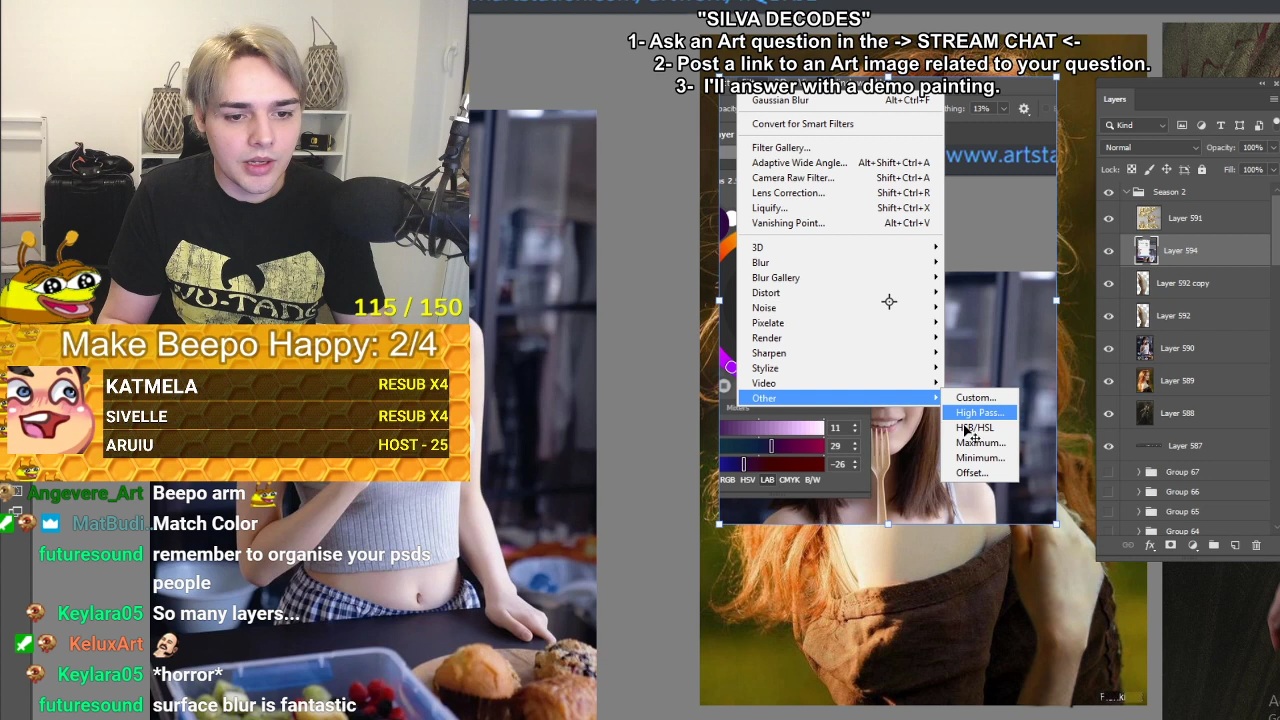 "SILVA DECODES"
1- Ask an Art question in the -> STREAM CHAT <-
2- Post a link to an Art image related to your question.
3- I'll answer with a demo painting.
WU-TANG
115 / 150
Make Beepo Happy: 2/4
KATMELA RESUB X4
SIVELLE RESUB X4
ARUIU HOST - 25
Angevere_Art Beepo arm
MatBudi... Match Color
futuresound remember to organise your psds
people
Keylara05 So many layers...
KeluxArt
Keylara05 *horror*
futuresound surface blur is fantastic
Gaussian Blur Alt+Ctrl+F
Convert for Smart Filters
Filter Gallery...
Adaptive Wide Angle... Alt+Shift+Ctrl+A
Camera Raw Filter... Shift+Ctrl+A
Lens Correction... Shift+Ctrl+R
Liquify... Shift+Ctrl+X
Vanishing Point... Alt+Ctrl+V
3D
Blur
Blur Gallery
Distort
Noise
Pixelate
Render
Sharpen
Stylize
Video
Other
Custom...
High Pass...
HSB/HSL
Maximum...
Minimum...
Offset...
13%
www.artsta
Mixers
11
29
-26
RGB HSV LAB CMYK B/W
Layers
Kind
Normal Opacity: 100%
Lock: Fill: 100%
Season 2
Layer 591
Layer 594
Layer 592 copy
Layer 592
Layer 590
Layer 589
Layer 588
Layer 587
Group 67
Group 66
Group 65
Group 64
fx